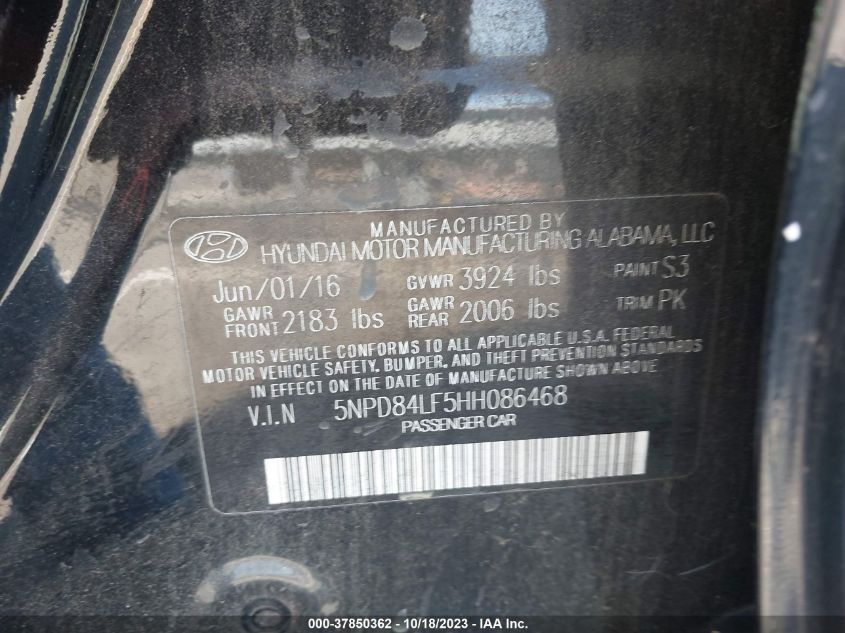 MANUFACTURED BY
HYUNDAI MOTOR MANUFACTURING ALABAMA, LLC
Jun/01/16 GVWR 3924 lbs PAINT S3
GAWR FRONT 2183 lbs GAWR REAR 2006 lbs TRIM PK
THIS VEHICLE CONFORMS TO ALL APPLICABLE U.S.A. FEDERAL
MOTOR VEHICLE SAFETY, BUMPER, AND THEFT PREVENTION STANDARDS
IN EFFECT ON THE DATE OF MANUFACTURE SHOWN ABOVE
V.I.N 5NPD84LF5HH086468
PASSENGER CAR
000-37850362 - 10/18/2023 - IAA Inc.